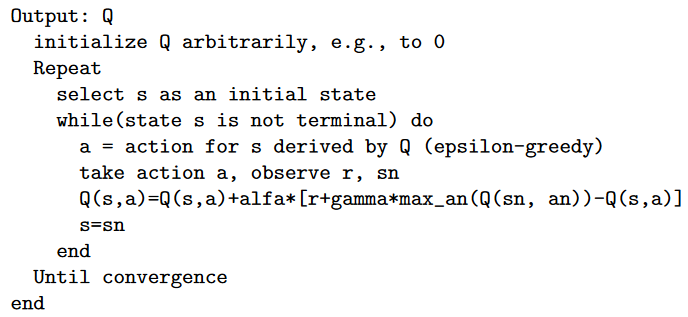 Output: Q
initialize Q arbitrarily, e.g., to 0
Repeat
select s as an initial state
while(state s is not terminal) do
a = action for s derived by Q (epsilon-greedy)
take action a, observe r, sn
Q(s,a)=Q(s,a)+alfa*[r+gamma*max_an(Q(sn, an))-Q(s,a)]
s=sn
end
Until convergence
end